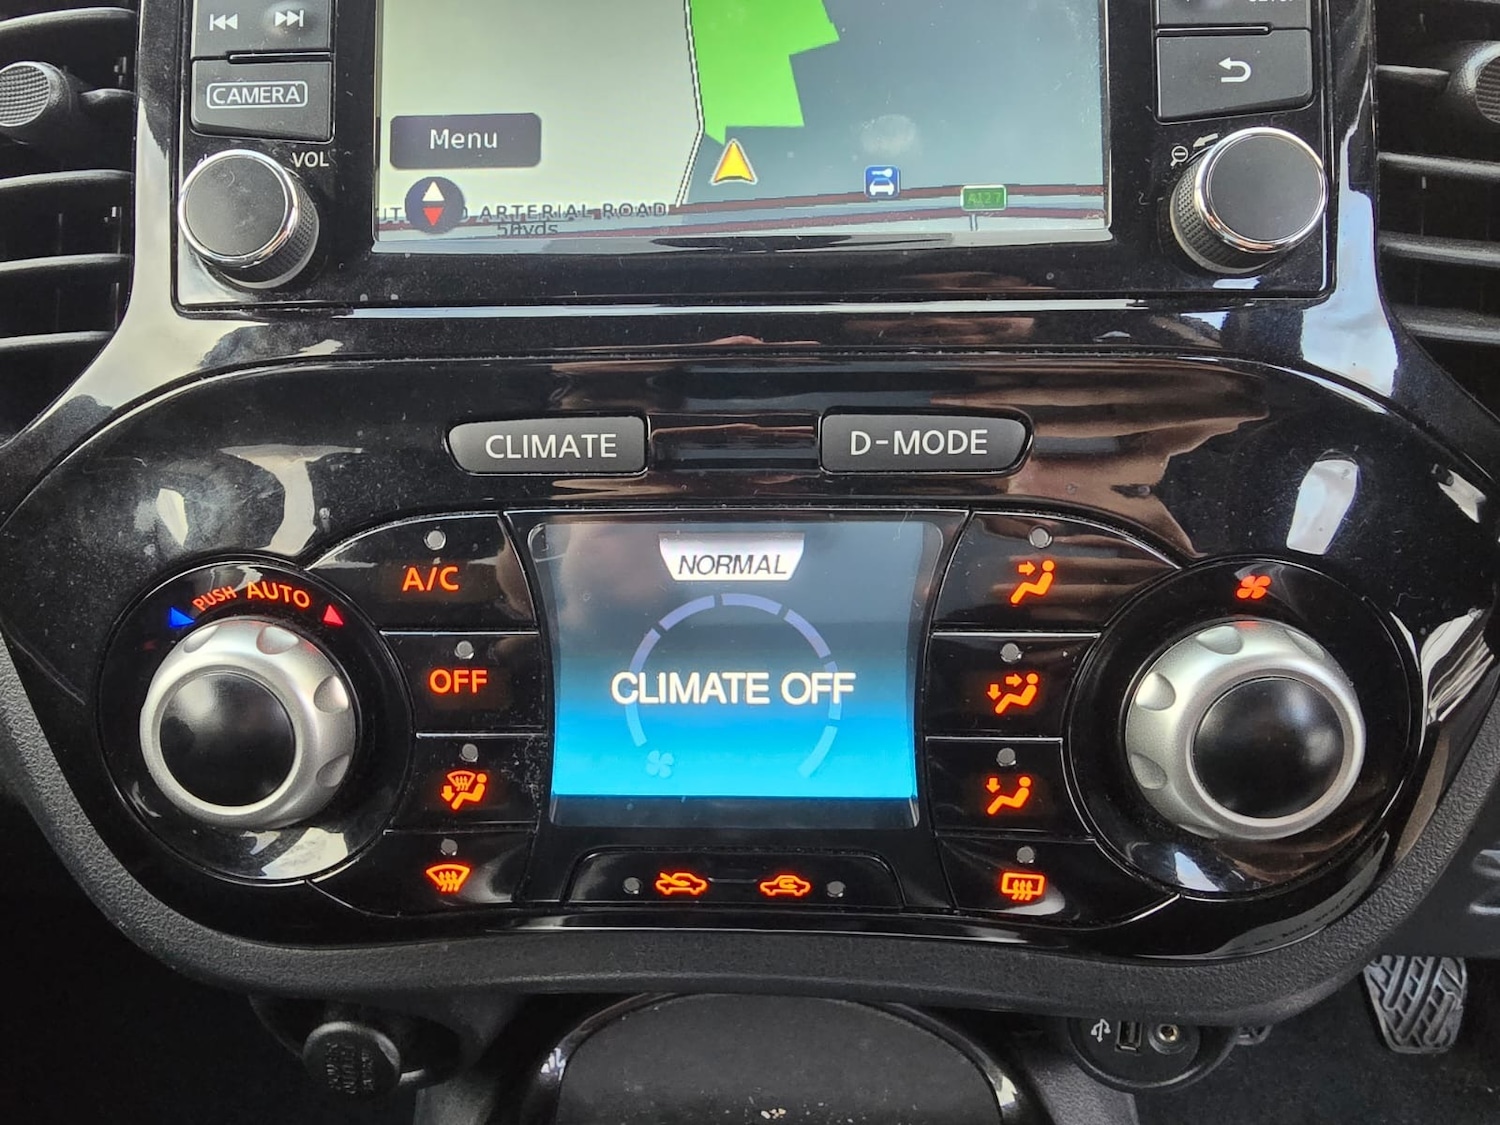 CAMERA
VOL
Menu
ARTERIAL ROAD
A127
CLIMATE
D-MODE
NORMAL
PUSH AUTO
A/C
OFF
CLIMATE OFF